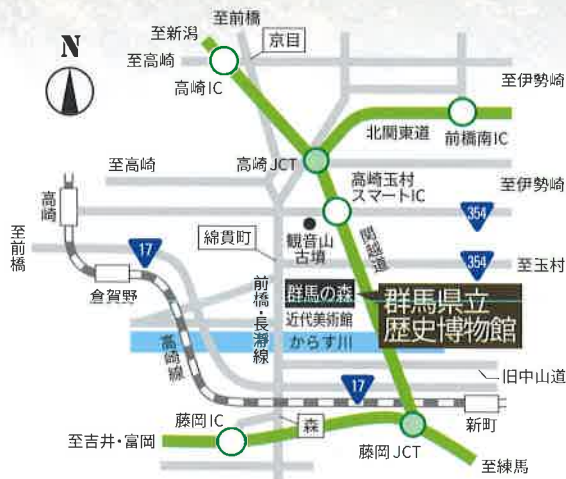 至前橋
至新潟
京目
N
至高崎
高崎IC
至伊勢崎
北関東道
前橋南IC
高崎JCT
至高崎
高崎玉村
スマートIC
至伊勢崎
高崎
354
至前橋
17
綿貫町
観音山
古墳
関越道
354
至玉村
倉賀野
前橋・長瀞線
群馬の森
群馬県立
歴史博物館
近代美術館
からす川
高崎線
旧中山道
17
新町
藤岡IC
森
至吉井・富岡
藤岡JCT
至練馬